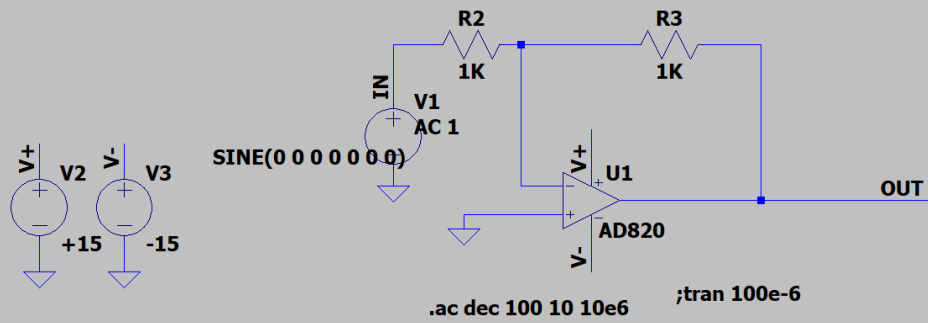 R2
R3
1K
1K
IN
V1
AC 1
SINE(0 0 0 0 0 0 0)
V+
V2
+15
V-
V3
-15
V+
U1
AD820
V-
OUT
.ac dec 100 10 10e6
;tran 100e-6